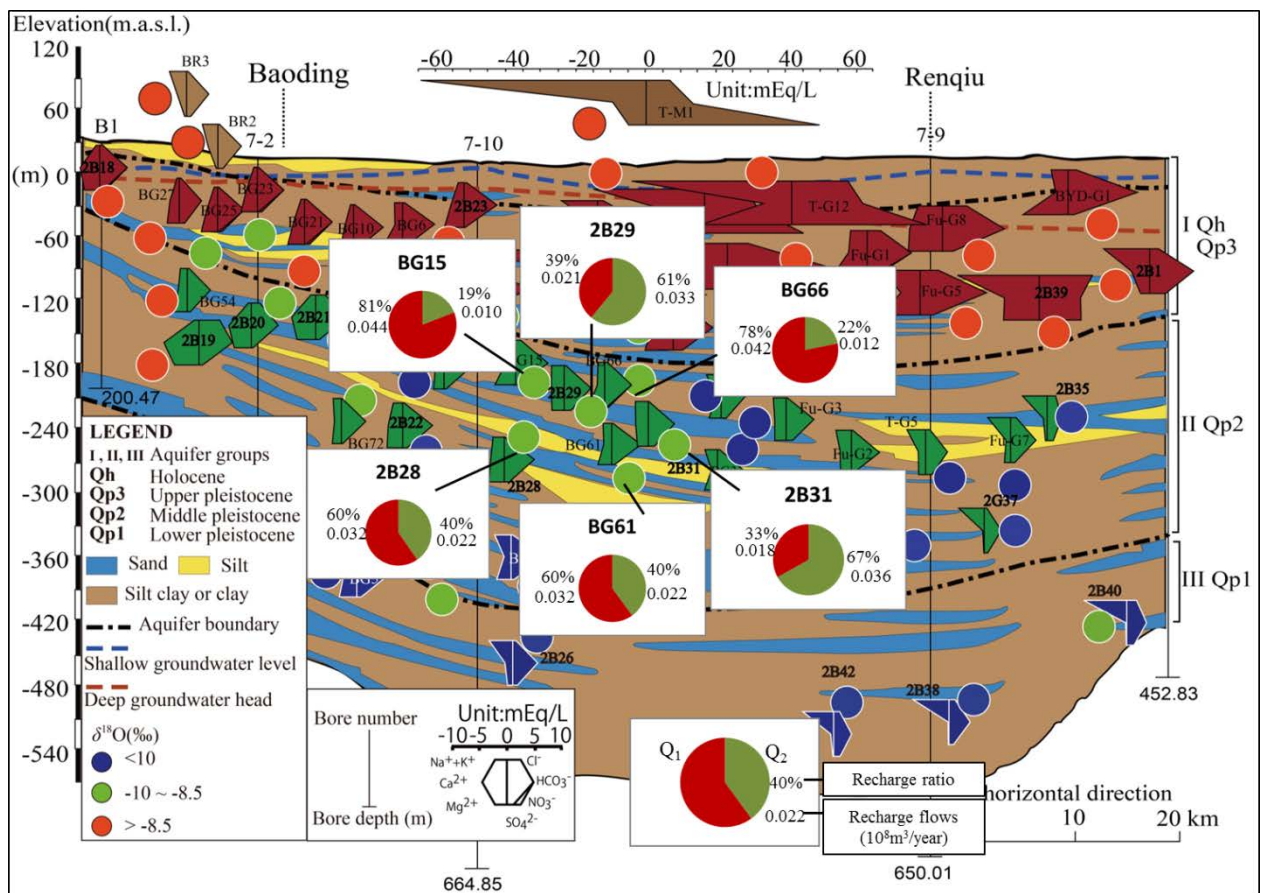 Elevation(m.a.s.l.)
120
60
(m) 0
-60
-120
-180
-240
-300
-360
-420
-480
-540
BR3
BR2
Baoding
-60 -40 -20 0 20 40 60
Unit:mEq/L
T-M1
Renqiu
B1
7-2
7-10
7-9
2B18
BG27
BG25
BG23
BG21
BG10
BG6
2B23
T-G12
Fu-G8
BYD-G1
Fu-G1
Fu-G5
2B39
2B1
I Qh
Qp3
BG54
2B19
2B20
2B21
BG15
81%
0.044
19%
0.010
2B29
39%
0.021
61%
0.033
BG66
78%
0.042
22%
0.012
G15
2B29
BG66
2B35
Fu-G3
T-G5
Fu-G7
Fu-G2
II Qp2
200.47
BG72
2B22
BG61
2B31
2B28
2B28
60%
0.032
40%
0.022
BG61
60%
0.032
40%
0.022
2B31
33%
0.018
67%
0.036
2G37
III Qp1
2B40
2B26
2B42
2B38
452.83
LEGEND
I, II, III Aquifer groups
Qh Holocene
Qp3 Upper pleistocene
Qp2 Middle pleistocene
Qp1 Lower pleistocene
Sand Silt
Silt clay or clay
Aquifer boundary
Shallow groundwater level
Deep groundwater head
δ¹⁸O(‰)
<10
-10 ~ -8.5
> -8.5
Bore number
Bore depth (m)
Unit:mEq/L
-10 -5 0 5 10
Na⁺+K⁺ Cl⁻
Ca²⁺ HCO₃⁻
Mg²⁺ NO₃⁻
SO₄²⁻
Q₁ Q₂
40%
0.022
Recharge ratio
Recharge flows
(10⁸m³/year)
horizontal direction
10 20 km
664.85
650.01